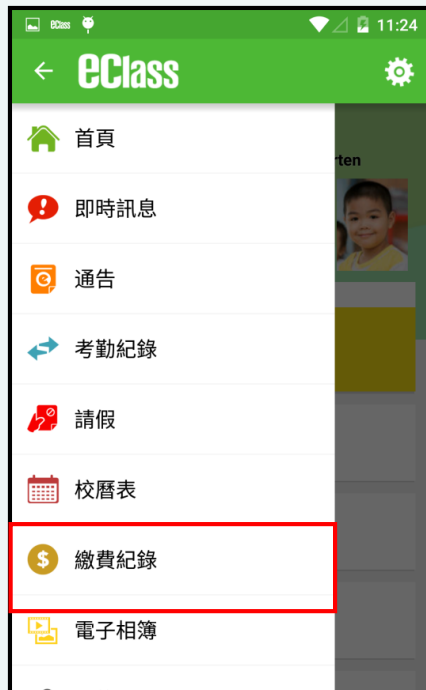 eClass 11:24
eClass
首頁
rten
即時訊息
通告
考勤紀錄
請假
校曆表
$ 繳費紀錄
電子相簿